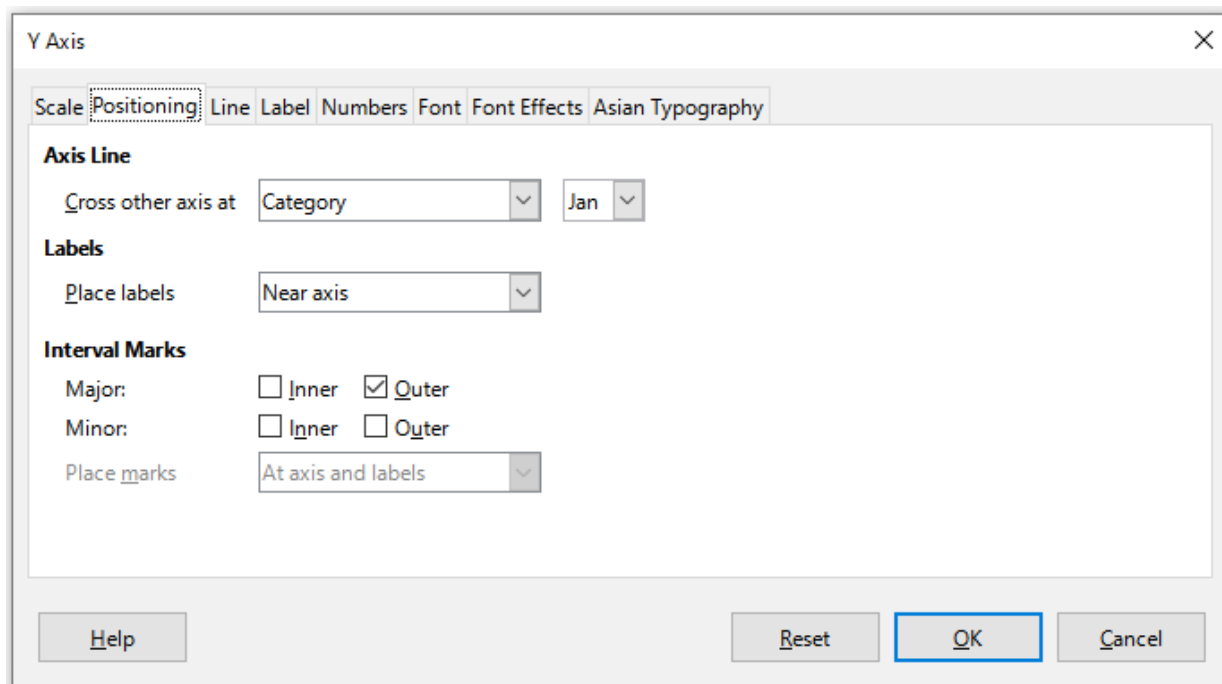 Y Axis
Scale Positioning Line Label Numbers Font Font Effects Asian Typography
Axis Line
Cross other axis at Category Jan
Labels
Place labels Near axis
Interval Marks
Major: Inner Outer
Minor: Inner Outer
Place marks At axis and labels
Help Reset OK Cancel